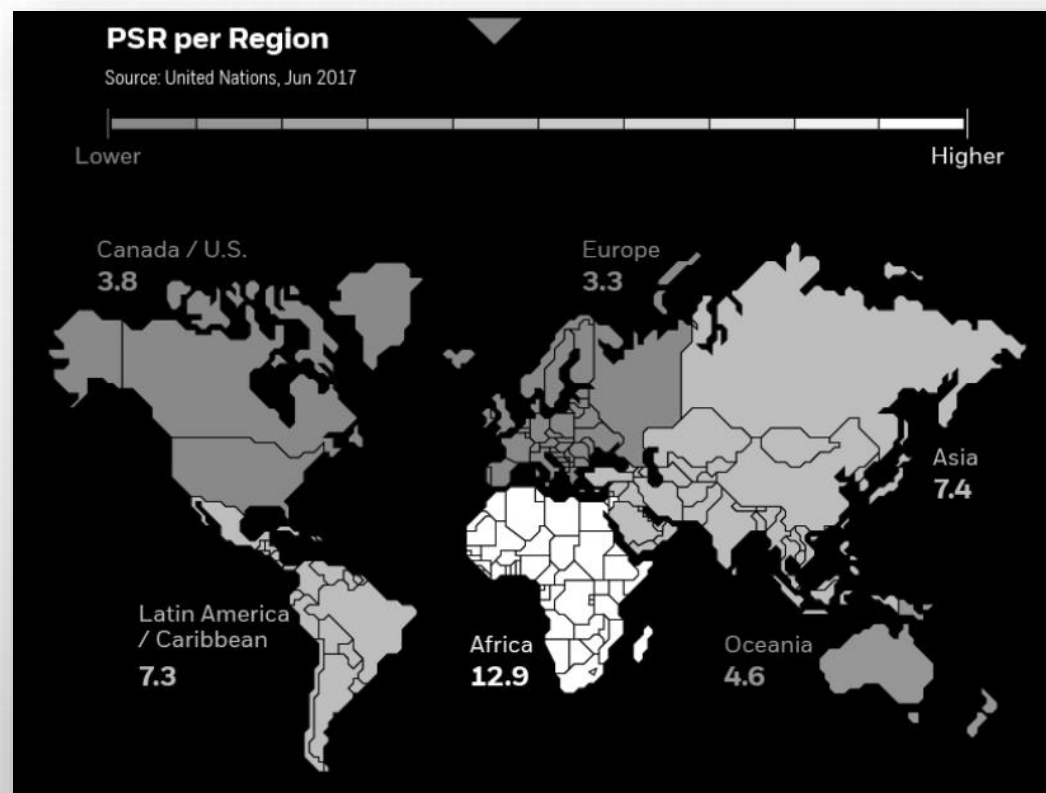 PSR per Region
Source: United Nations, Jun 2017
Lower
Higher
Canada / U.S.
3.8
Europe
3.3
Asia
7.4
Latin America
/ Caribbean
7.3
Africa
12.9
Oceania
4.6